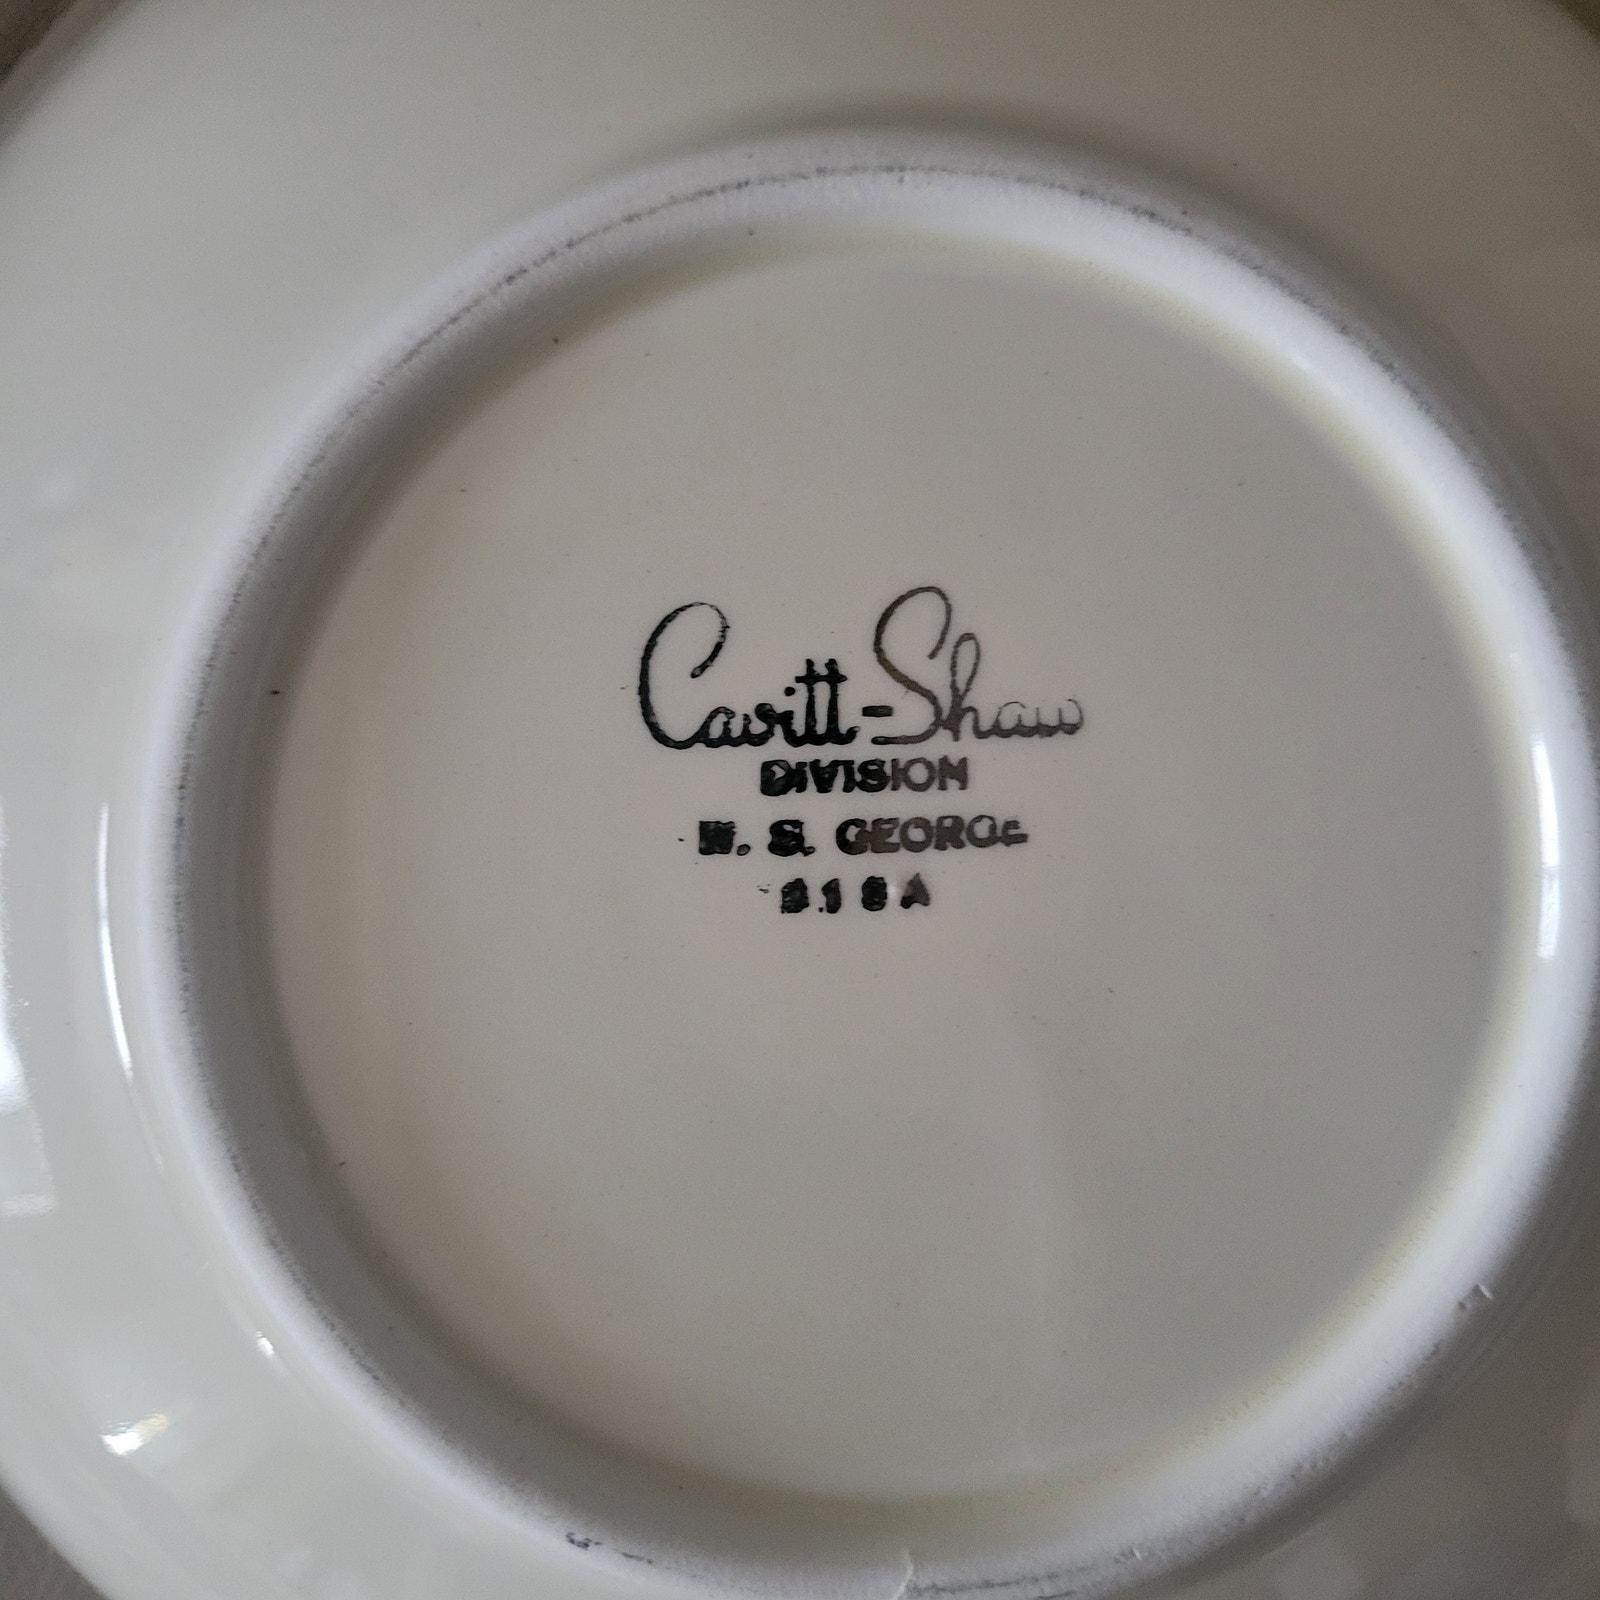 Cavitt-Shaw
DIVISION
W. S. GEORGE